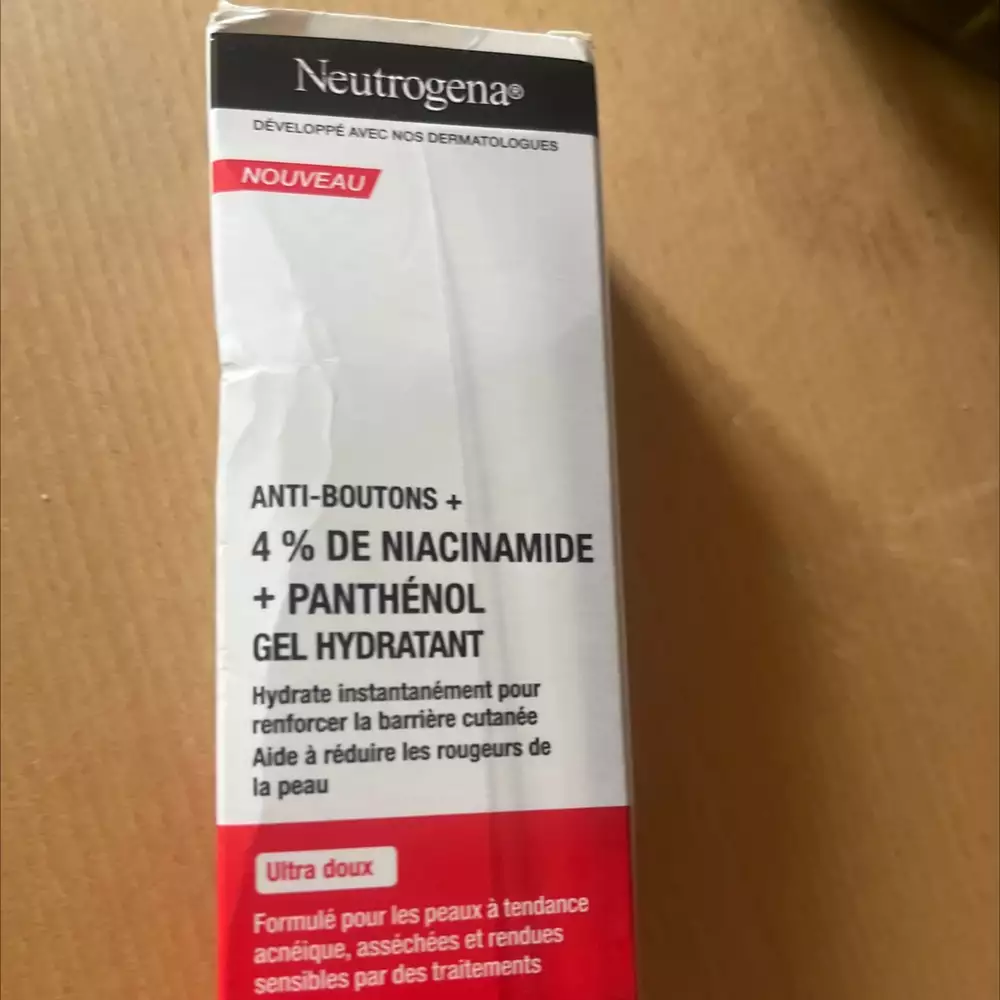 Neutrogena®
DÉVELOPPÉ AVEC NOS DERMATOLOGUES
NOUVEAU
ANTI-BOUTONS +
4 % DE NIACINAMIDE
+ PANTHÉNOL
GEL HYDRATANT
Hydrate instantanément pour
renforcer la barrière cutanée
Aide à réduire les rougeurs de
la peau
Ultra doux
Formulé pour les peaux à tendance
acnéique, asséchées et rendues
sensibles par des traitements